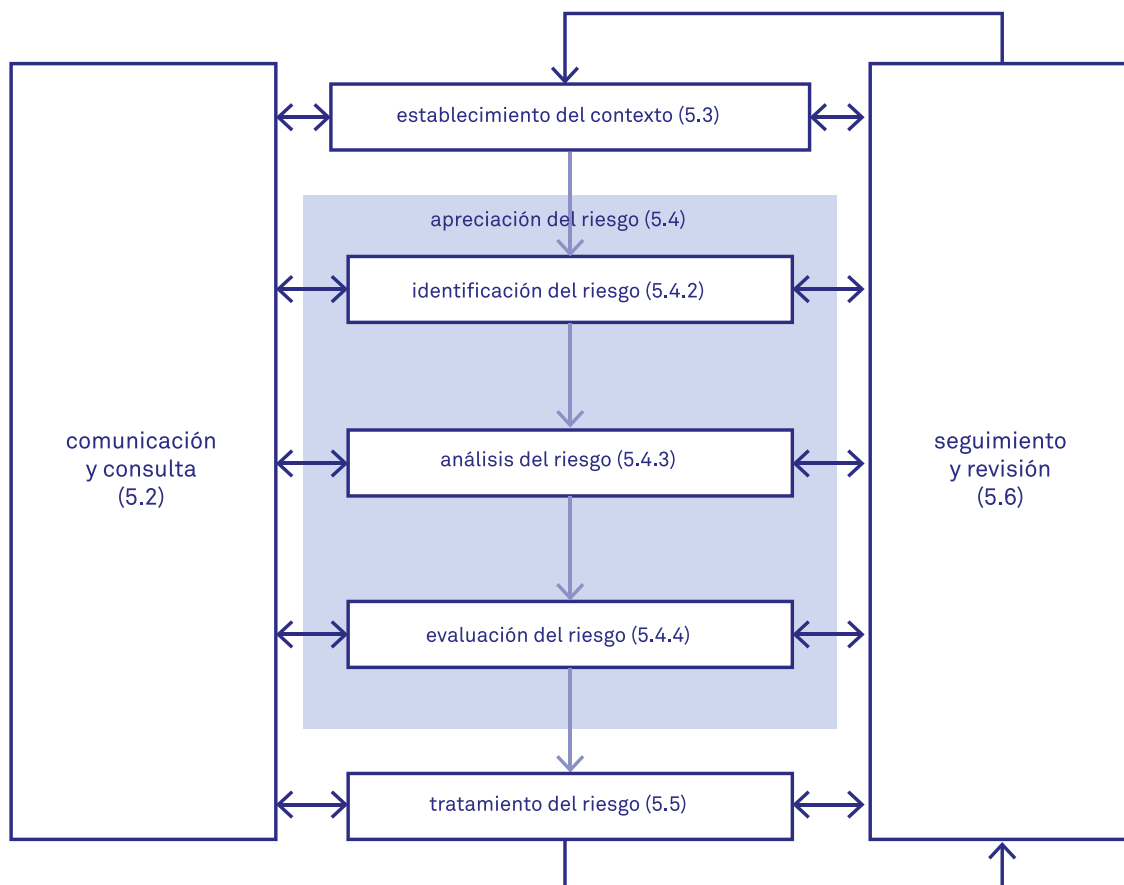 establecimiento del contexto (5.3)
apreciación del riesgo (5.4)
identificación del riesgo (5.4.2)
análisis del riesgo (5.4.3)
evaluación del riesgo (5.4.4)
tratamiento del riesgo (5.5)
comunicación
y consulta
(5.2)
seguimiento
y revisión
(5.6)